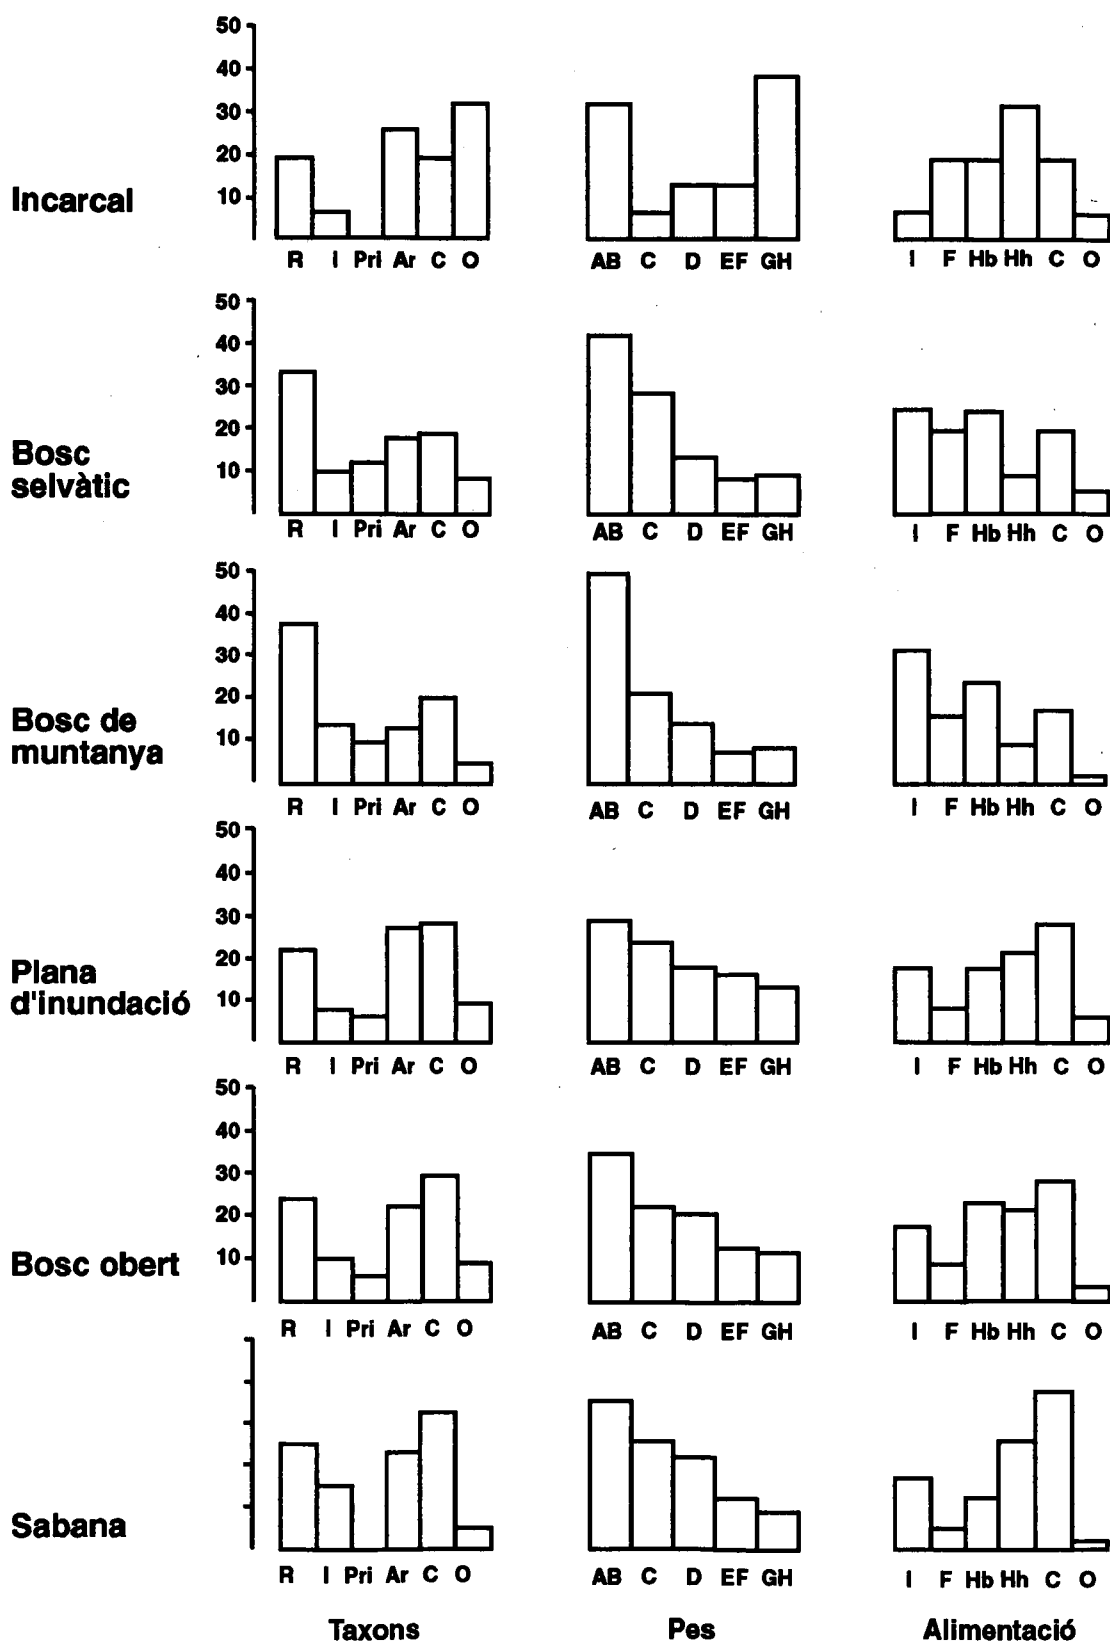 50
40
30
20
10
Incarcal
R I Pri Ar C O
AB C D EF GH
I F Hb Hh C O
50
40
30
20
10
Bosc
selvàtic
R I Pri Ar C O
AB C D EF GH
I F Hb Hh C O
50
40
30
20
10
Bosc de
muntanya
R I Pri Ar C O
AB C D EF GH
I F Hb Hh C O
50
40
30
20
10
Plana
d'inundació
R I Pri Ar C O
AB C D EF GH
I F Hb Hh C O
50
40
30
20
10
Bosc obert
R I Pri Ar C O
AB C D EF GH
I F Hb Hh C O
Sabana
R I Pri Ar C O
AB C D EF GH
I F Hb Hh C O
Taxons
Pes
Alimentació